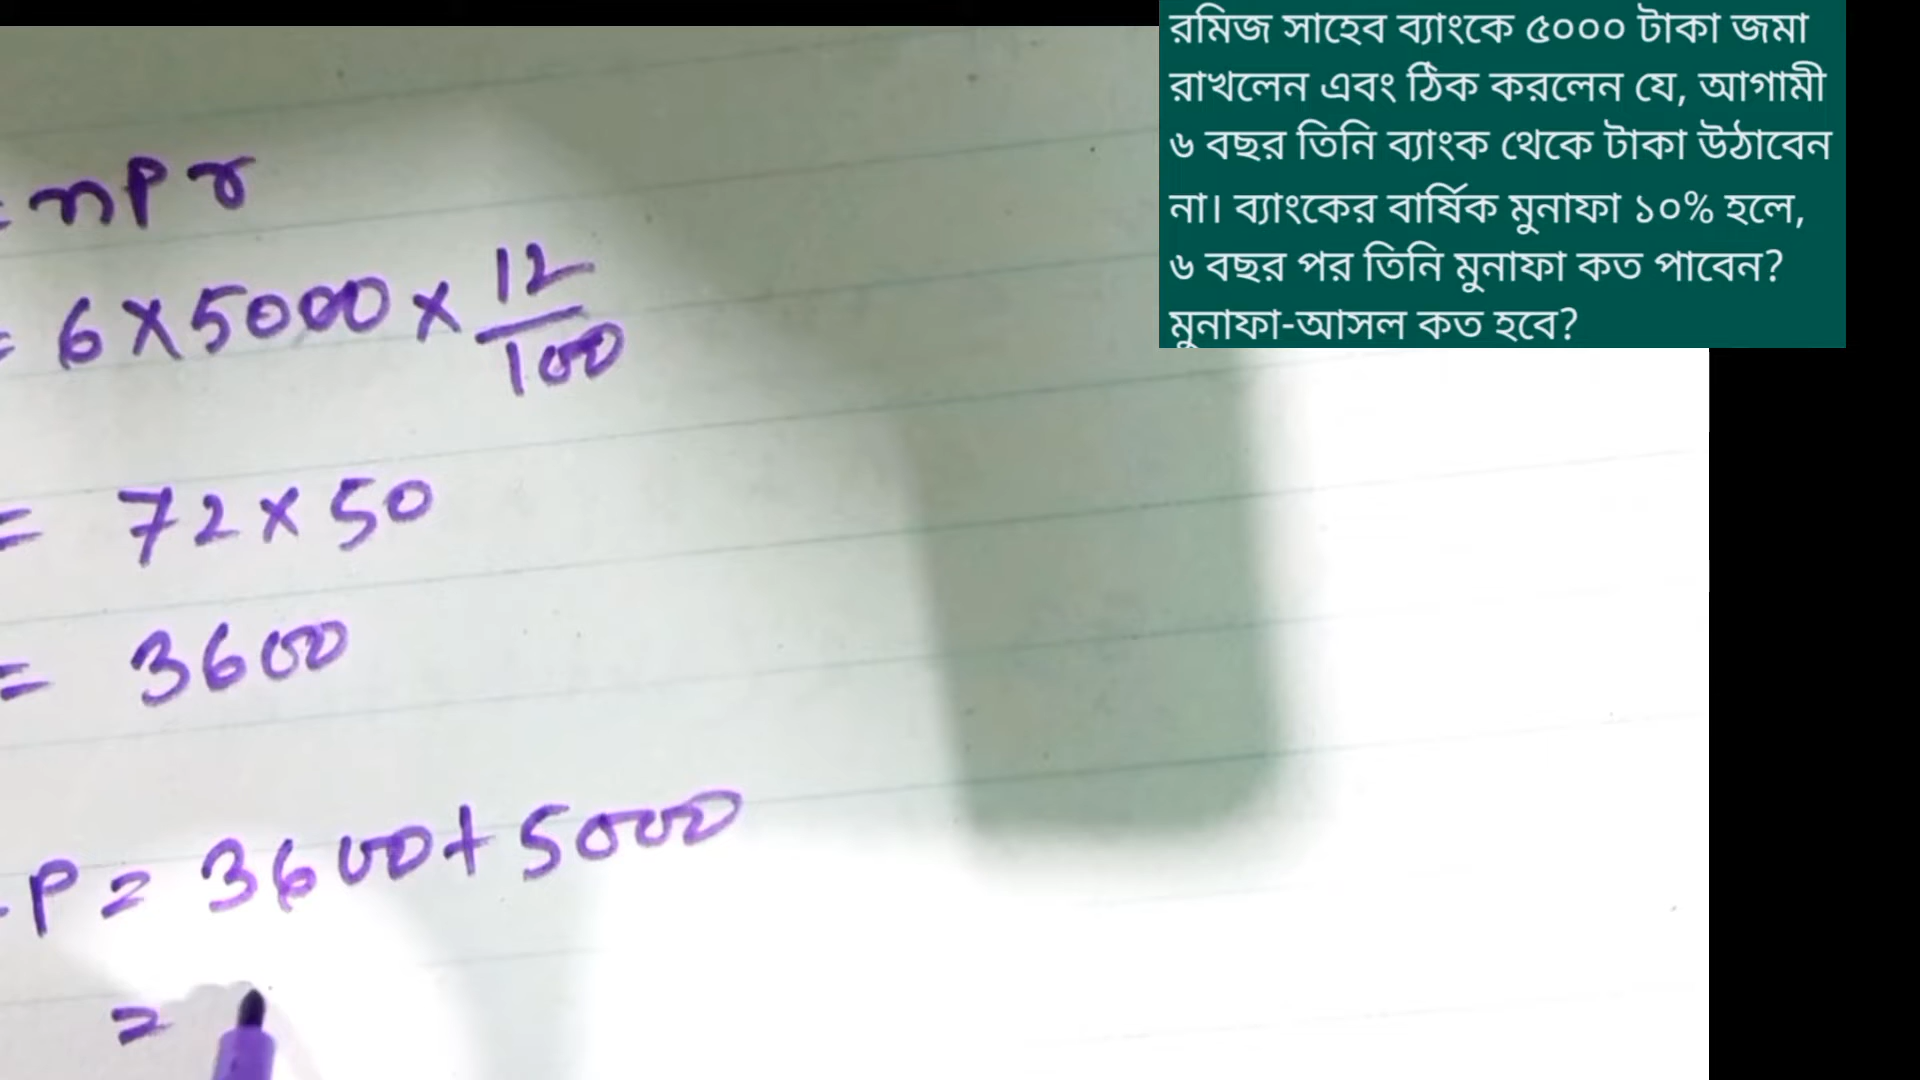 রমিজ সাহেব ব্যাংকে ৫০০০ টাকা জমা
রাখলেন এবং ঠিক করলেন যে, আগামী
৬ বছর তিনি ব্যাংক থেকে টাকা উঠাবেন
না। ব্যাংকের বার্ষিক মুনাফা ১০% হলে,
৬ বছর পর তিনি মুনাফা কত পাবেন?
মুনাফা-আসল কত হবে?
= nPr
= 6×5000× 12/100
= 72×50
= 3600
P = 3600+5000
=